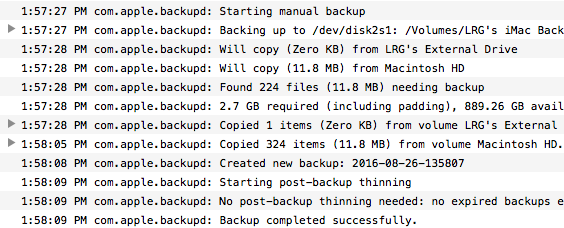 1:57:27 PM com.apple.backupd: Starting manual backup
1:57:27 PM com.apple.backupd: Backing up to /dev/disk2s1: /Volumes/LRG's iMac Back
1:57:28 PM com.apple.backupd: Will copy (Zero KB) from LRG's External Drive
1:57:28 PM com.apple.backupd: Will copy (11.8 MB) from Macintosh HD
1:57:28 PM com.apple.backupd: Found 224 files (11.8 MB) needing backup
1:57:28 PM com.apple.backupd: 2.7 GB required (including padding), 889.26 GB avail
1:57:28 PM com.apple.backupd: Copied 1 items (Zero KB) from volume LRG's External
1:58:05 PM com.apple.backupd: Copied 324 items (11.8 MB) from volume Macintosh HD.
1:58:08 PM com.apple.backupd: Created new backup: 2016-08-26-135807
1:58:09 PM com.apple.backupd: Starting post-backup thinning
1:58:09 PM com.apple.backupd: No post-backup thinning needed: no expired backups e
1:58:09 PM com.apple.backupd: Backup completed successfully.